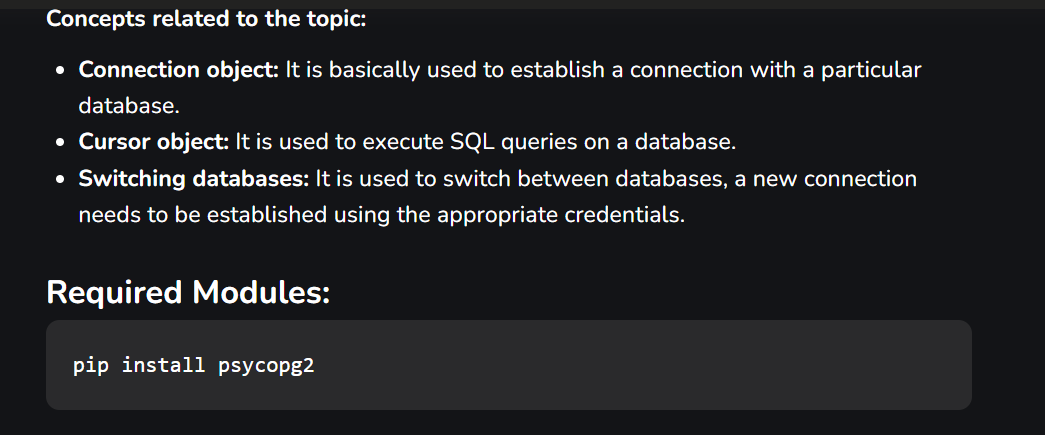 Concepts related to the topic:
• Connection object: It is basically used to establish a connection with a particular
database.
• Cursor object: It is used to execute SQL queries on a database.
• Switching databases: It is used to switch between databases, a new connection
needs to be established using the appropriate credentials.
Required Modules:
pip install psycopg2